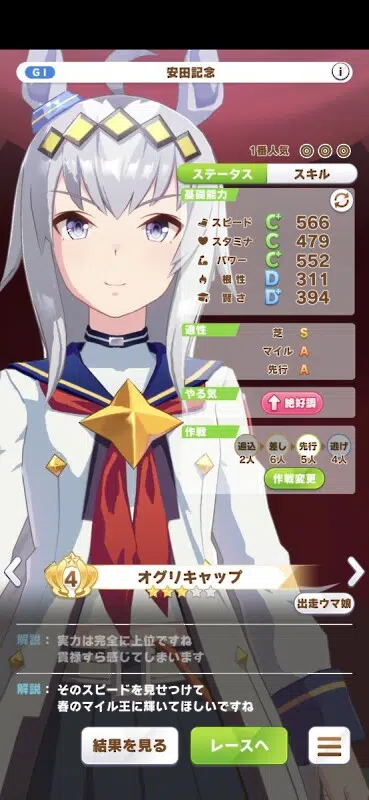 GⅠ 安田記念 i
1番人気 ◎ ◎ ◎
ステータス スキル
基礎能力
スピード C+ 566
スタミナ C 479
パワー C+ 552
根性 D 311
賢さ D+ 394
適性
芝 S
マイル A
先行 A
やる気 絶好調
作戦 追込 差し 先行 逃げ
2人 6人 5人 4人
作戦変更
4 オグリキャップ
出走ウマ娘
解説： 実力は完全に上位ですね
貫禄すら感じてしまいます
解説： そのスピードを見せつけて
春のマイル王に輝いてほしいですね
結果を見る レースへ